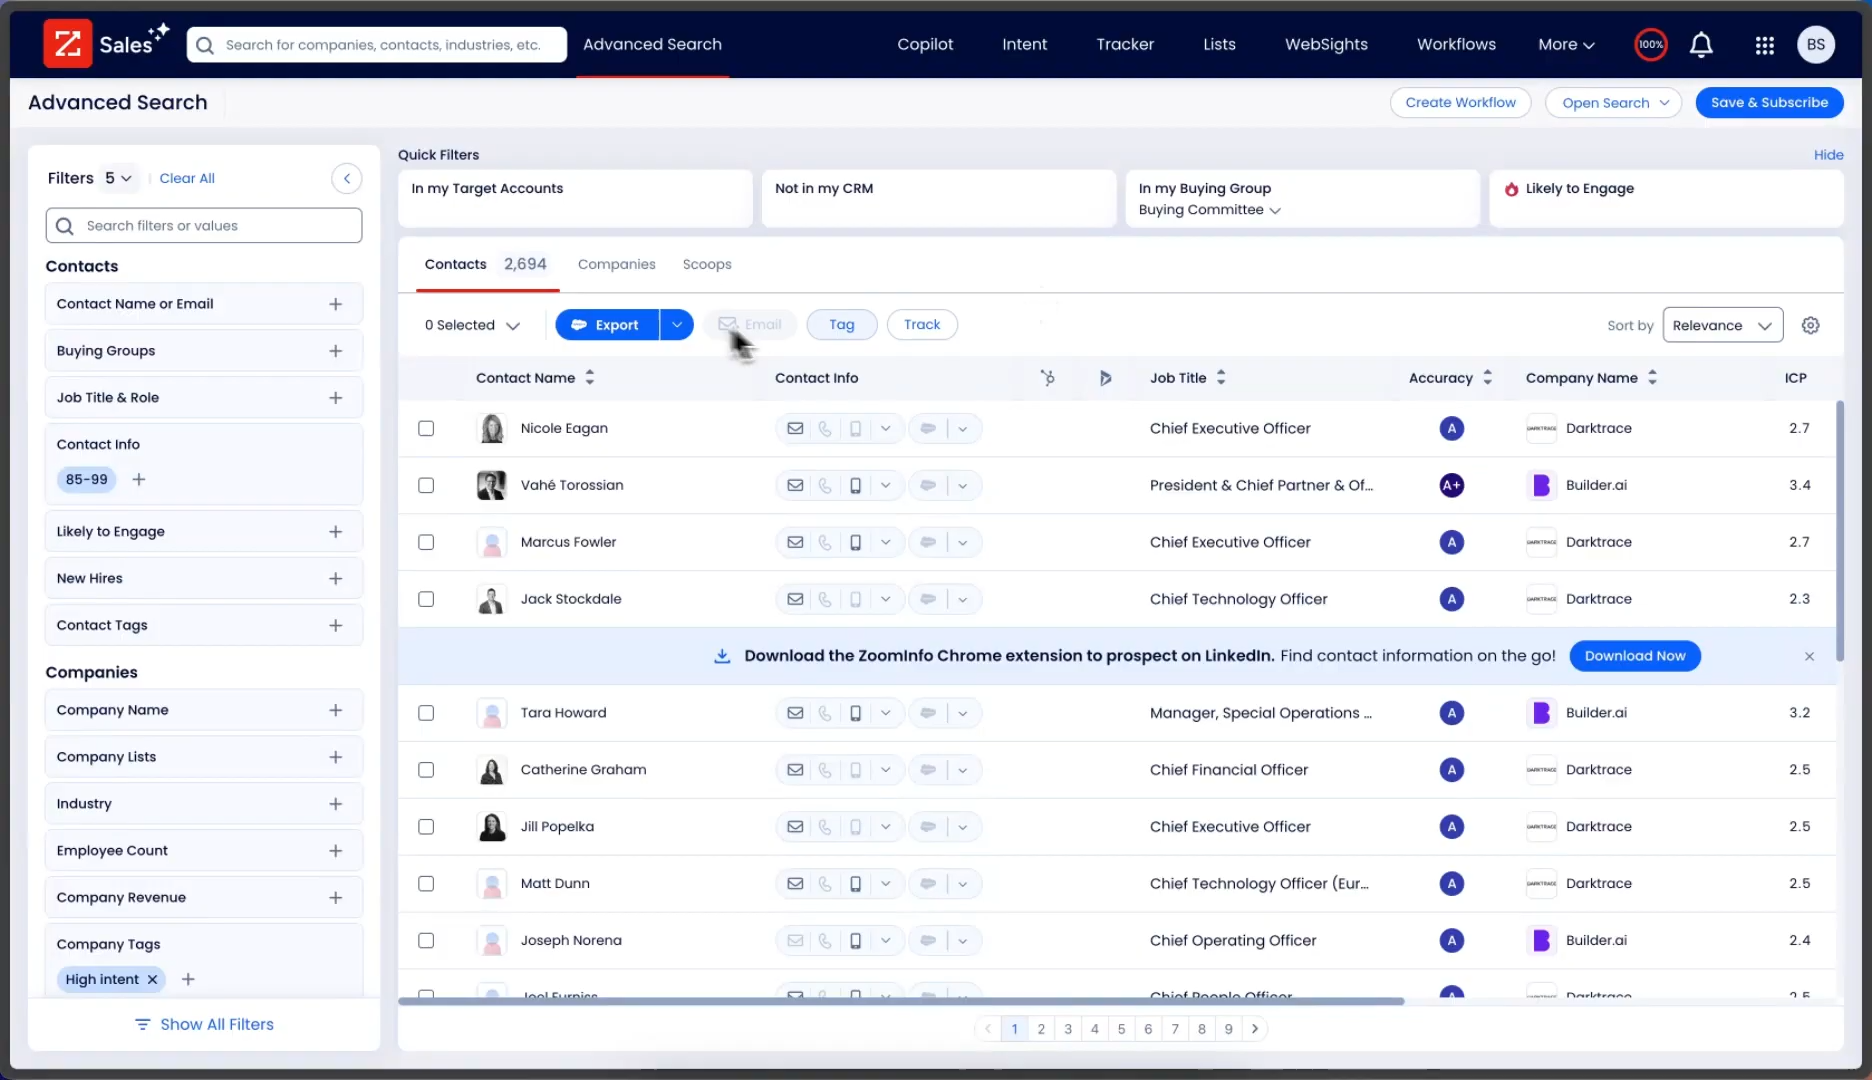 Sales
Search for companies, contacts, industries, etc.
Advanced Search
Copilot
Intent
Tracker
Lists
WebSights
Workflows
More
100%
BS
Advanced Search
Create Workflow
Open Search
Save & Subscribe
Filters 5
Clear All
Search filters or values
Contacts
Contact Name or Email
Buying Groups
Job Title & Role
Contact Info
85-99
Likely to Engage
New Hires
Contact Tags
Companies
Company Name
Company Lists
Industry
Employee Count
Company Revenue
Company Tags
High intent
Show All Filters
Quick Filters
Hide
In my Target Accounts
Not in my CRM
In my Buying Group
Buying Committee
Likely to Engage
Contacts 2,694
Companies
Scoops
0 Selected
Export
Email
Tag
Track
Sort by
Relevance
Contact Name
Contact Info
Job Title
Accuracy
Company Name
ICP
Nicole Eagan Chief Executive Officer A DARKTRACE Darktrace 2.7
Vahé Torossian President & Chief Partner & Of... A+ Builder.ai 3.4
Marcus Fowler Chief Executive Officer A DARKTRACE Darktrace 2.7
Jack Stockdale Chief Technology Officer A DARKTRACE Darktrace 2.3
Download the ZoomInfo Chrome extension to prospect on LinkedIn. Find contact information on the go! Download Now
Tara Howard Manager, Special Operations ... A Builder.ai 3.2
Catherine Graham Chief Financial Officer A DARKTRACE Darktrace 2.5
Jill Popelka Chief Executive Officer A DARKTRACE Darktrace 2.5
Matt Dunn Chief Technology Officer (Eur... A DARKTRACE Darktrace 2.5
Joseph Norena Chief Operating Officer A Builder.ai 2.4
Joel Furniss Chief People Officer A Darktrace 2.5
1 2 3 4 5 6 7 8 9